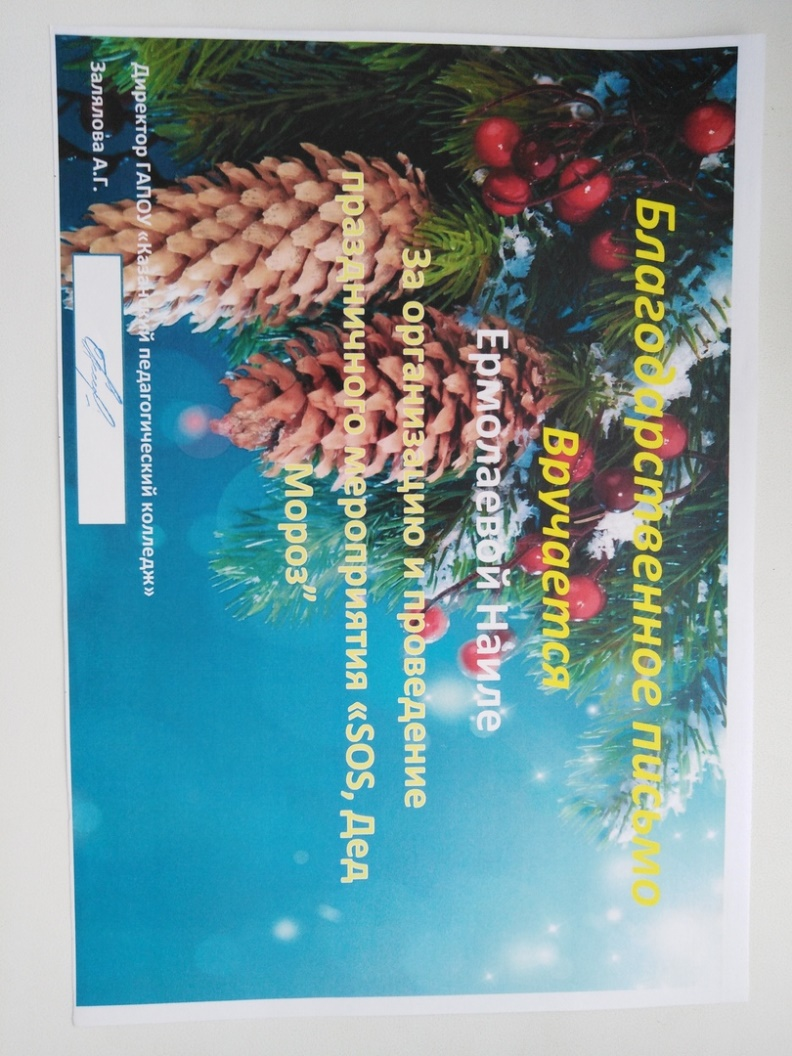 Благодарственное письмо
Вручается
Ермолаевой Наиле
За организацию и проведение
праздничного мероприятия «SOS, Дед
Мороз”
Директор ГАПОУ «Казанский педагогический колледж»
Залялова А.Г.